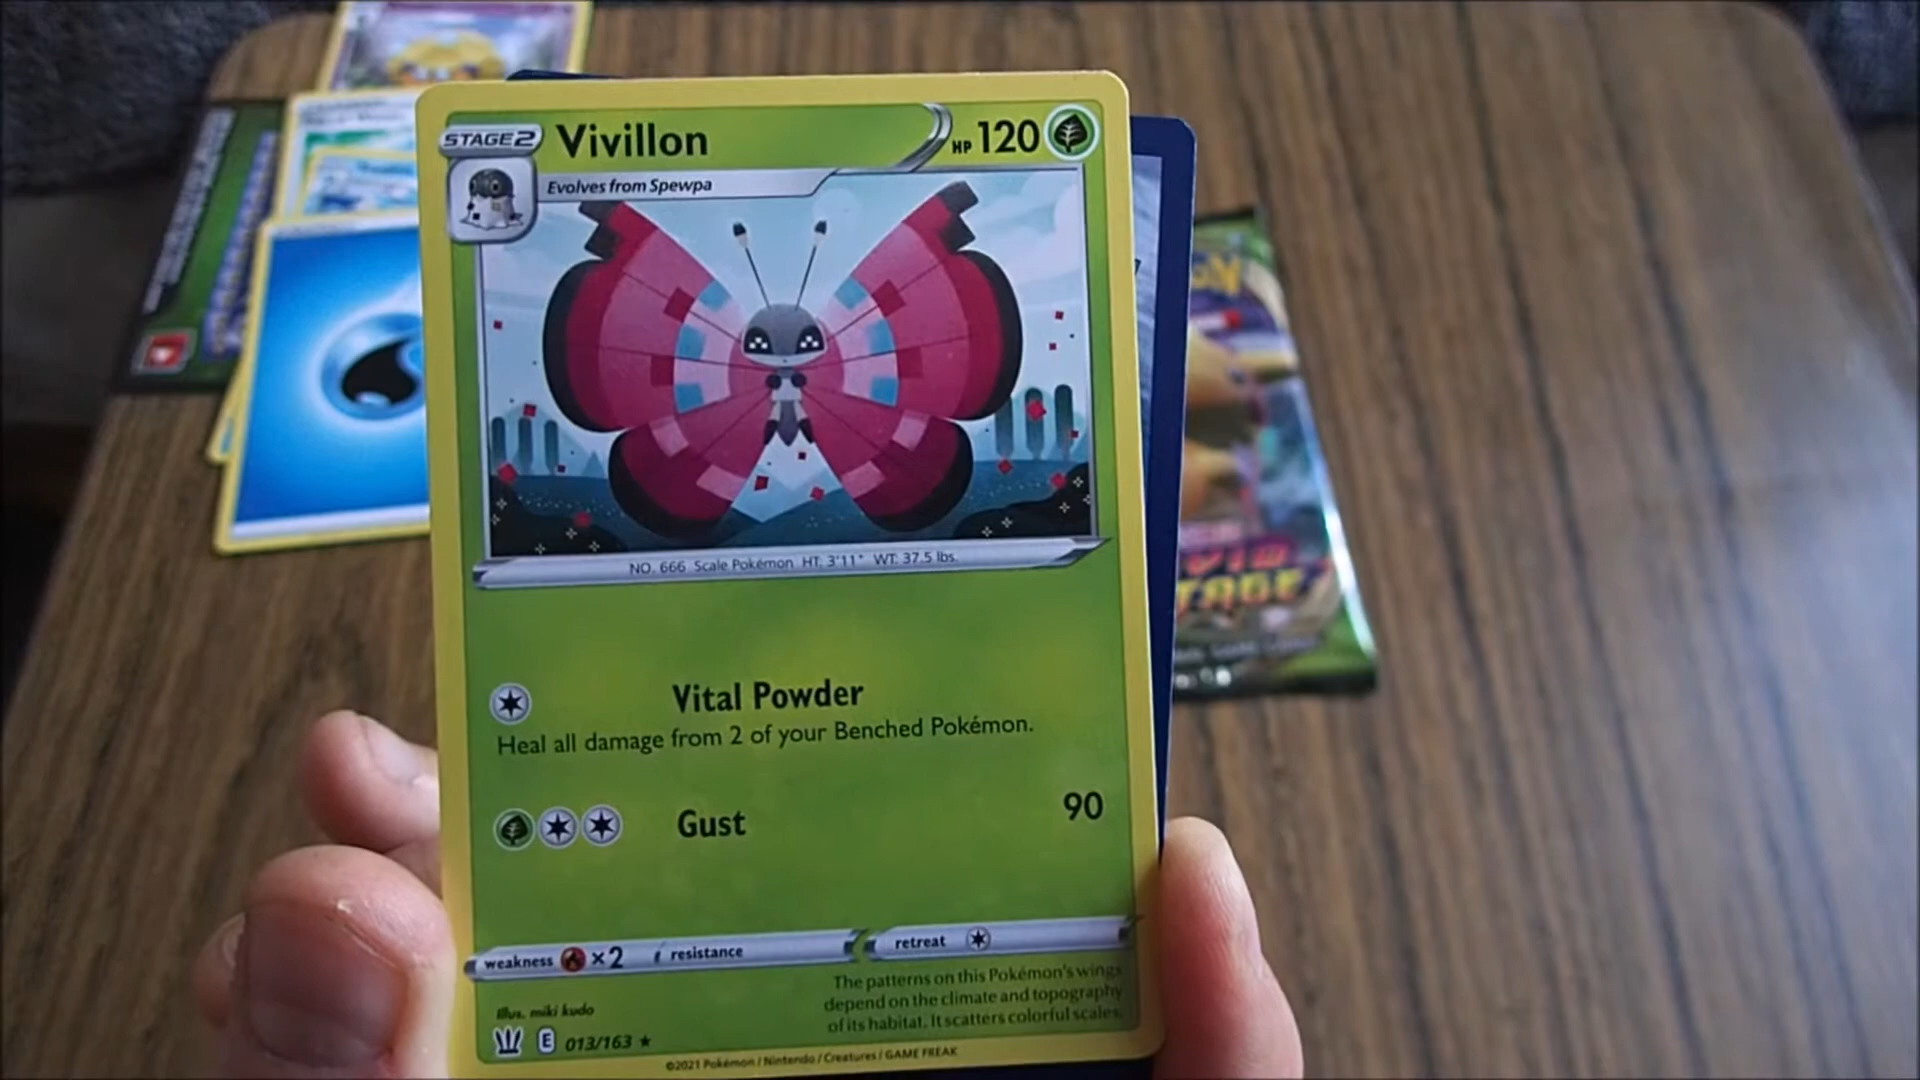 STAGE2 Vivillon HP 120
Evolves from Spewpa
NO. 666 Scale Pokémon HT: 3'11" WT: 37.5 lbs.
Vital Powder
Heal all damage from 2 of your Benched Pokémon.
Gust 90
weakness ×2 resistance retreat
The patterns on this Pokémon's wings
depend on the climate and topography
of its habitat. It scatters colorful scales.
Illus. miki kudo
E 013/163
©2021 Pokémon / Nintendo / Creatures / GAME FREAK